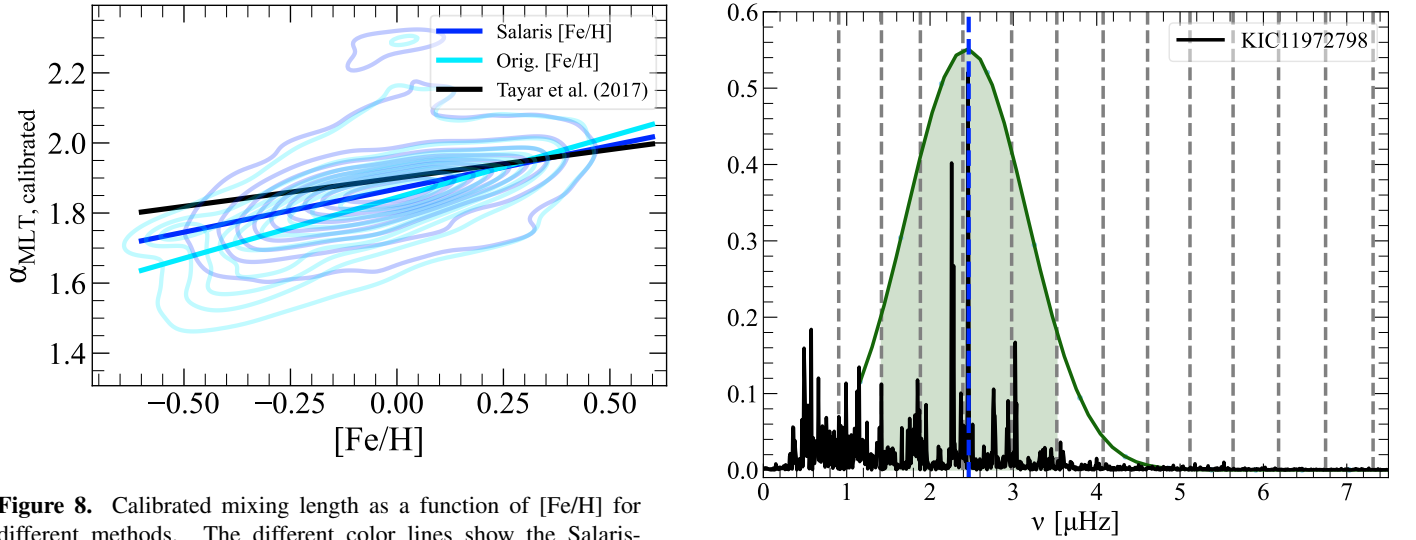 Salaris [Fe/H]
Orig. [Fe/H]
Tayar et al. (2017)
2.2
2.0
1.8
1.6
1.4
αMLT, calibrated
−0.50 −0.25 0.00 0.25 0.50
[Fe/H]
Figure 8. Calibrated mixing length as a function of [Fe/H] for
different methods. The different color lines show the Salaris-
KIC11972798
0.6
0.5
0.4
0.3
0.2
0.1
0.0
0 1 2 3 4 5 6 7
ν [μHz]